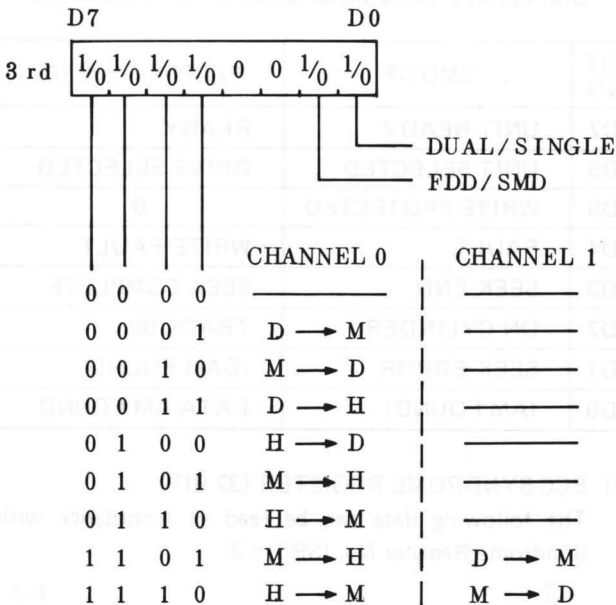 D7 D0
3 rd 1/0 1/0 1/0 1/0 0 0 1/0 1/0
DUAL/SINGLE
FDD/SMD
CHANNEL 0 CHANNEL 1
0 0 0 0 ——— ———
0 0 0 1 D → M
0 0 1 0 M → D
0 0 1 1 D → H
0 1 0 0 H → D ———
0 1 0 1 M → H
0 1 1 0 H → M
1 1 0 1 M → H D → M
1 1 1 0 H → M M → D